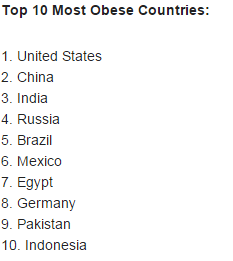 Top 10 Most Obese Countries:
1. United States
2. China
3. India
4. Russia
5. Brazil
6. Mexico
7. Egypt
8. Germany
9. Pakistan
10. Indonesia